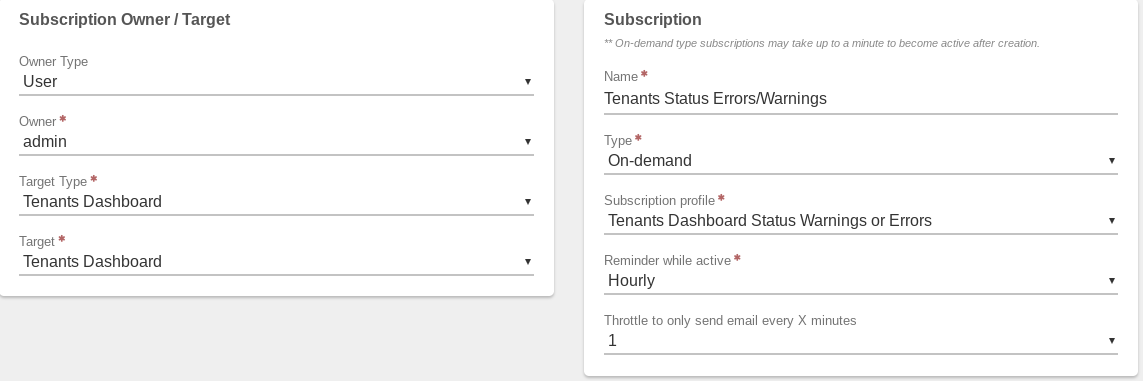 Subscription Owner / Target
Owner Type
User
Owner *
admin
Target Type *
Tenants Dashboard
Target *
Tenants Dashboard
Subscription
** On-demand type subscriptions may take up to a minute to become active after creation.
Name *
Tenants Status Errors/Warnings
Type *
On-demand
Subscription profile *
Tenants Dashboard Status Warnings or Errors
Reminder while active *
Hourly
Throttle to only send email every X minutes
1